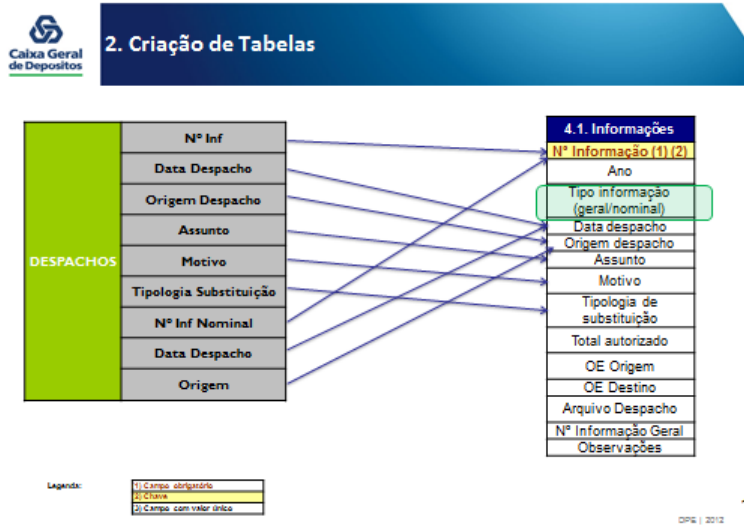 Caixa Geral
de Depositos
2. Criação de Tabelas
DESPACHOS
Nº Inf
Data Despacho
Origem Despacho
Assunto
Motivo
Tipologia Substituição
Nº Inf Nominal
Data Despacho
Origem
4.1. Informações
Nº Informação (1) (2)
Ano
Tipo informação
(geral/nominal)
Data despacho
Origem despacho
Assunto
Motivo
Tipologia de
substituição
Total autorizado
OE Origem
OE Destino
Arquivo Despacho
Nº Informação Geral
Observações
Legenda:
1) Campo obrigatório
2) Chave
3) Campo com valor único
DPG | 2012